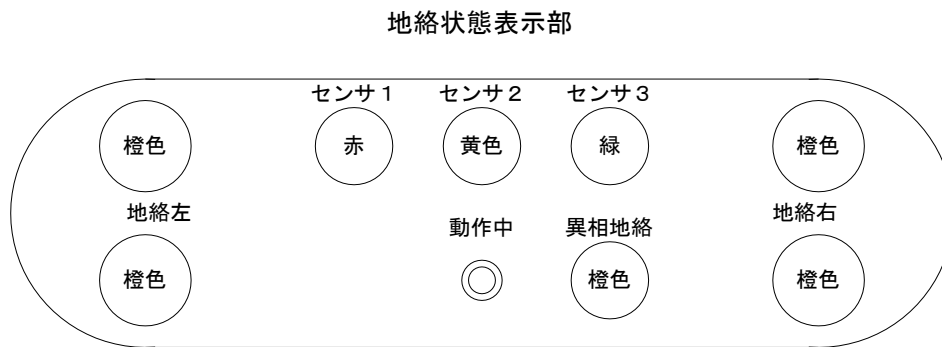 地絡状態表示部
センサ１ センサ２ センサ３
橙色 赤 黄色 緑 橙色
地絡左 地絡右
動作中 異相地絡
橙色 橙色 橙色